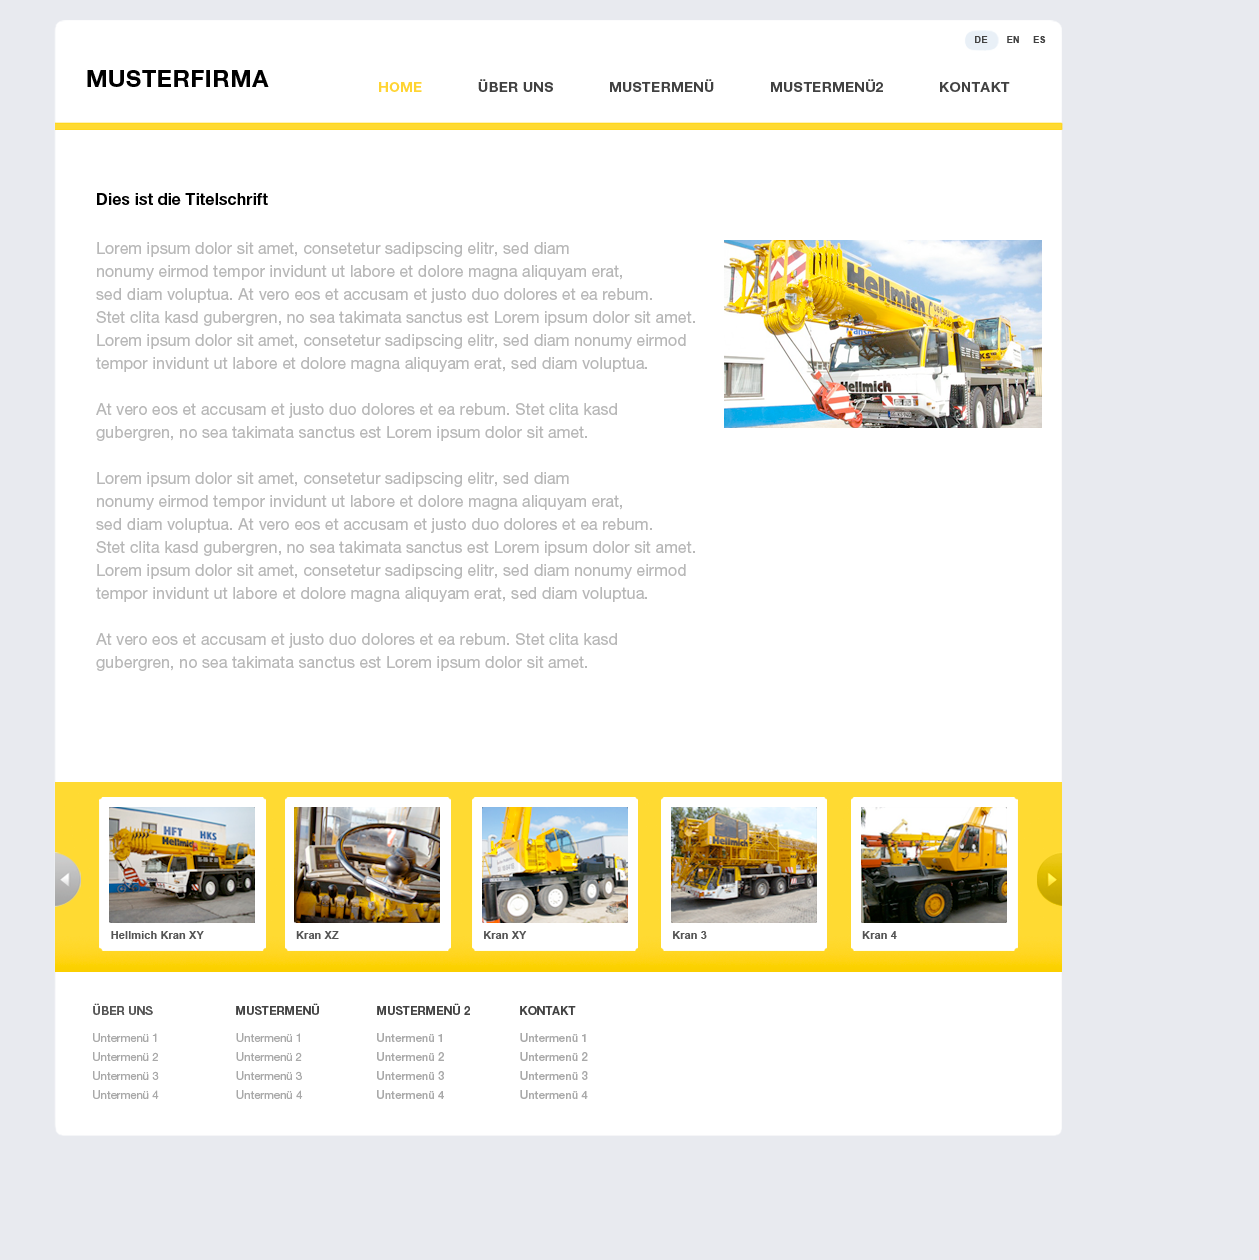 DE EN ES
MUSTERFIRMA
HOME ÜBER UNS MUSTERMENÜ MUSTERMENÜ2 KONTAKT
Dies ist die Titelschrift
Lorem ipsum dolor sit amet, consetetur sadipscing elitr, sed diam
nonumy eirmod tempor invidunt ut labore et dolore magna aliquyam erat,
sed diam voluptua. At vero eos et accusam et justo duo dolores et ea rebum.
Stet clita kasd gubergren, no sea takimata sanctus est Lorem ipsum dolor sit amet.
Lorem ipsum dolor sit amet, consetetur sadipscing elitr, sed diam nonumy eirmod
tempor invidunt ut labore et dolore magna aliquyam erat, sed diam voluptua.
At vero eos et accusam et justo duo dolores et ea rebum. Stet clita kasd
gubergren, no sea takimata sanctus est Lorem ipsum dolor sit amet.
Lorem ipsum dolor sit amet, consetetur sadipscing elitr, sed diam
nonumy eirmod tempor invidunt ut labore et dolore magna aliquyam erat,
sed diam voluptua. At vero eos et accusam et justo duo dolores et ea rebum.
Stet clita kasd gubergren, no sea takimata sanctus est Lorem ipsum dolor sit amet.
Lorem ipsum dolor sit amet, consetetur sadipscing elitr, sed diam nonumy eirmod
tempor invidunt ut labore et dolore magna aliquyam erat, sed diam voluptua.
At vero eos et accusam et justo duo dolores et ea rebum. Stet clita kasd
gubergren, no sea takimata sanctus est Lorem ipsum dolor sit amet.
Hellmich
Hellmich
HFT HKS
Hellmich
Hellmich
Hellmich Kran XY
Kran XZ
Kran XY
Kran 3
Kran 4
ÜBER UNS
Untermenü 1
Untermenü 2
Untermenü 3
Untermenü 4
MUSTERMENÜ
Untermenü 1
Untermenü 2
Untermenü 3
Untermenü 4
MUSTERMENÜ 2
Untermenü 1
Untermenü 2
Untermenü 3
Untermenü 4
KONTAKT
Untermenü 1
Untermenü 2
Untermenü 3
Untermenü 4